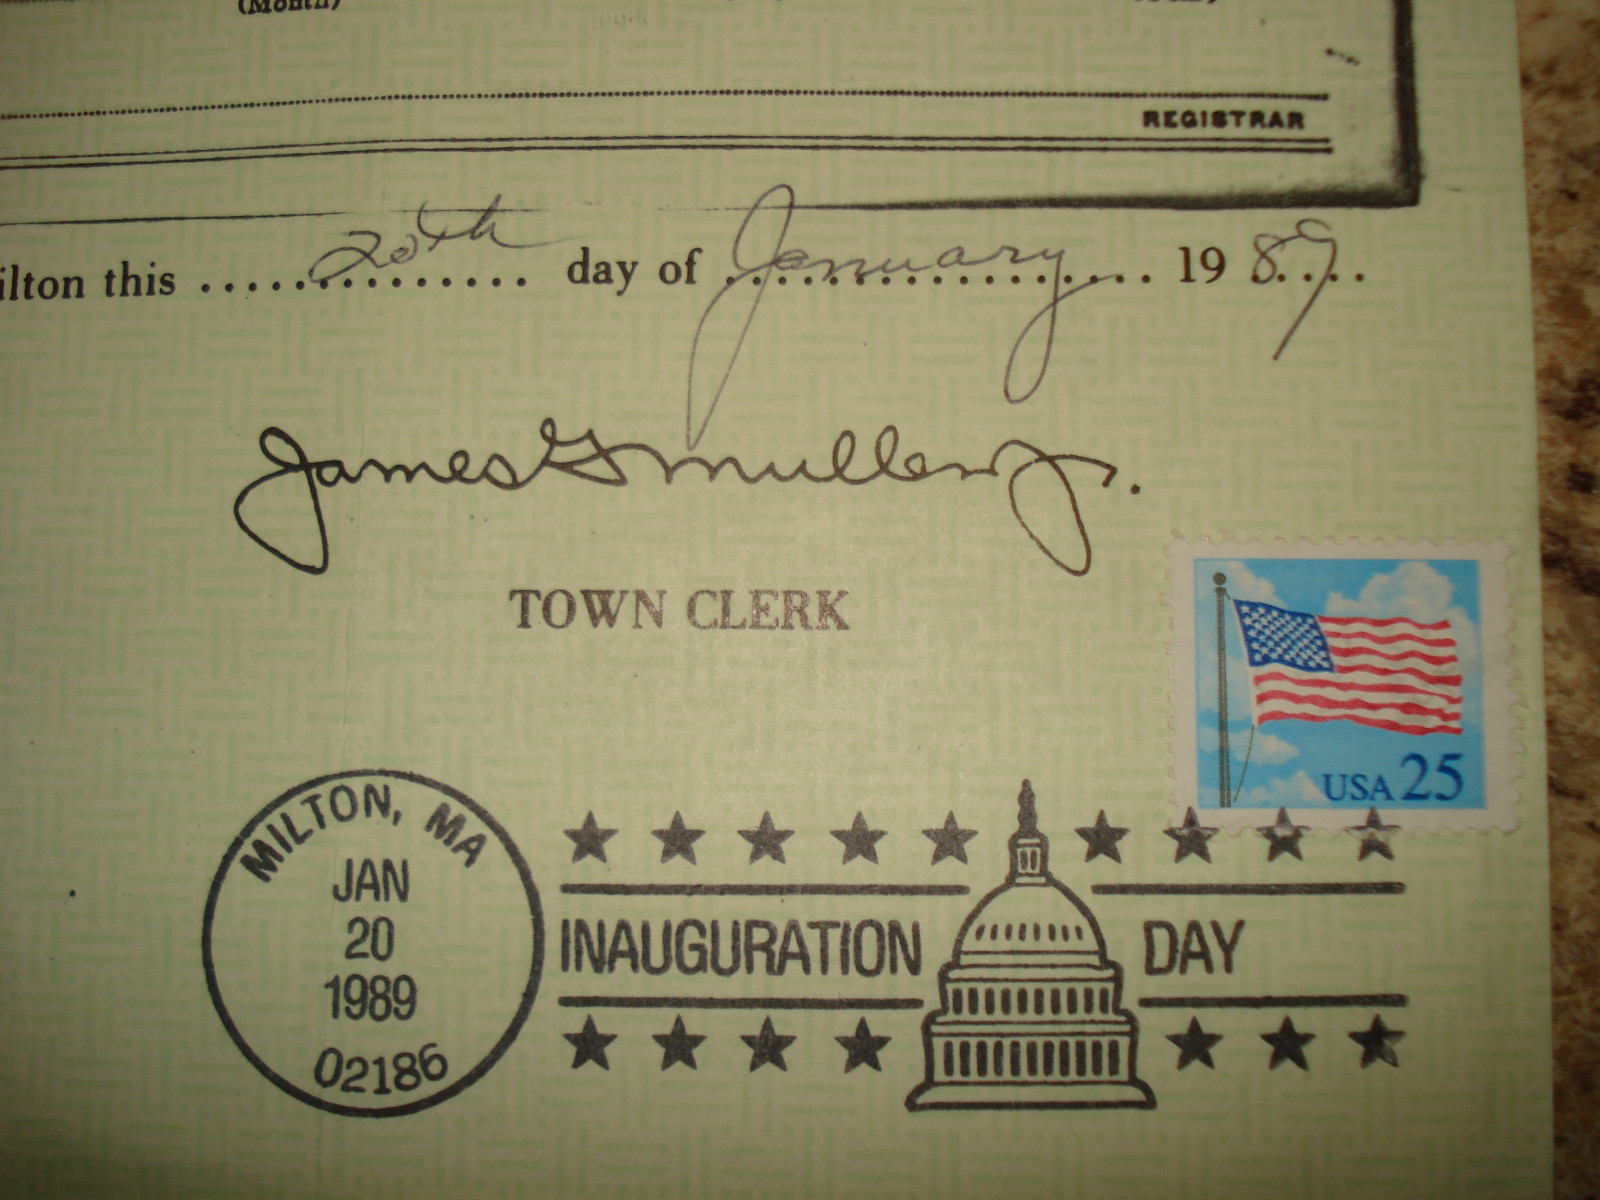 (Month)
REGISTRAR
ilton this 20th day of January 1989
James G Mullen Jr.
TOWN CLERK
USA 25
MILTON, MA
JAN
20
1989
02186
INAUGURATION DAY